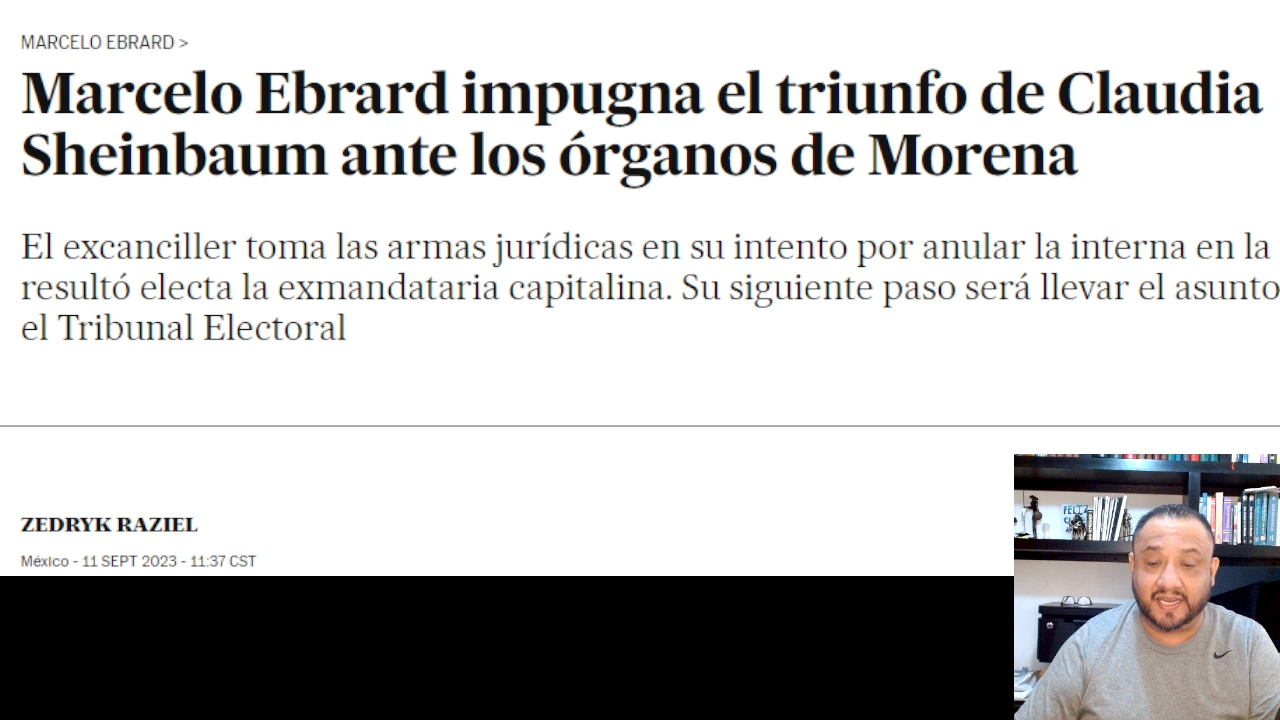 MARCELO EBRARD >
Marcelo Ebrard impugna el triunfo de Claudia
Sheinbaum ante los órganos de Morena
El excanciller toma las armas jurídicas en su intento por anular la interna en la
resultó electa la exmandataria capitalina. Su siguiente paso será llevar el asunto
el Tribunal Electoral
ZEDRYK RAZIEL
México - 11 SEPT 2023 - 11:37 CST
FELIZ